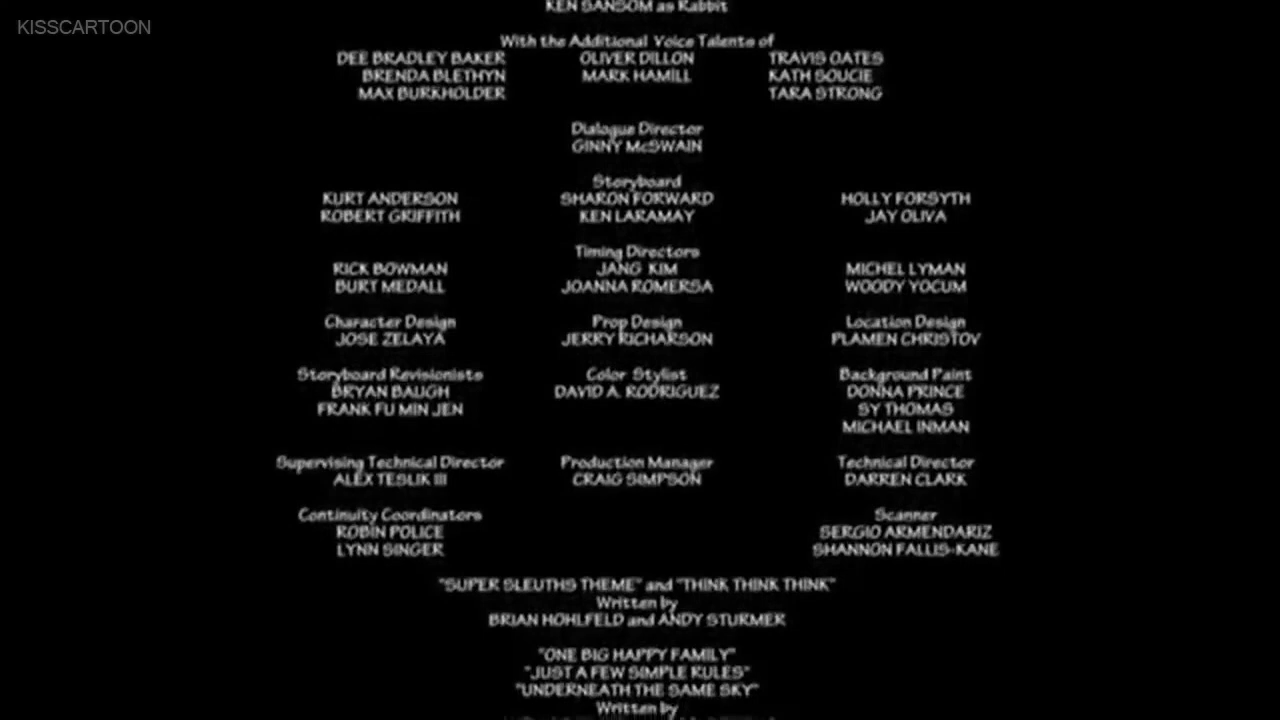 KISSCARTOON
KEN SANSOM as Rabbit
With the Additional Voice Talents of
DEE BRADLEY BAKER OLIVER DILLON TRAVIS OATES
BRENDA BLETHYN MARK HAMILL KATH SOUCIE
MAX BURKHOLDER TARA STRONG
Dialogue Director
GINNY McSWAIN
Storyboard
KURT ANDERSON SHARON FORWARD HOLLY FORSYTH
ROBERT GRIFFITH KEN LARAMAY JAY OLIVA
Timing Directors
RICK BOWMAN JANG KIM MICHEL LYMAN
BURT MEDALL JOANNA ROMERSA WOODY YOCUM
Character Design Prop Design Location Design
JOSE ZELAYA JERRY RICHARSON PLAMEN CHRISTOV
Storyboard Revisionists Color Stylist Background Paint
BRYAN BAUGH DAVID A. RODRIGUEZ DONNA PRINCE
FRANK FU MIN JEN SY THOMAS
MICHAEL INMAN
Supervising Technical Director Production Manager Technical Director
ALEX TESLIK III CRAIG SIMPSON DARREN CLARK
Continuity Coordinators Scanner
ROBIN POLICE SERGIO ARMENDARIZ
LYNN SINGER SHANNON FALLIS-KANE
"SUPER SLEUTHS THEME" and "THINK THINK THINK"
Written by
BRIAN HOHLFELD and ANDY STURMER
"ONE BIG HAPPY FAMILY"
"JUST A FEW SIMPLE RULES"
"UNDERNEATH THE SAME SKY"
Written by